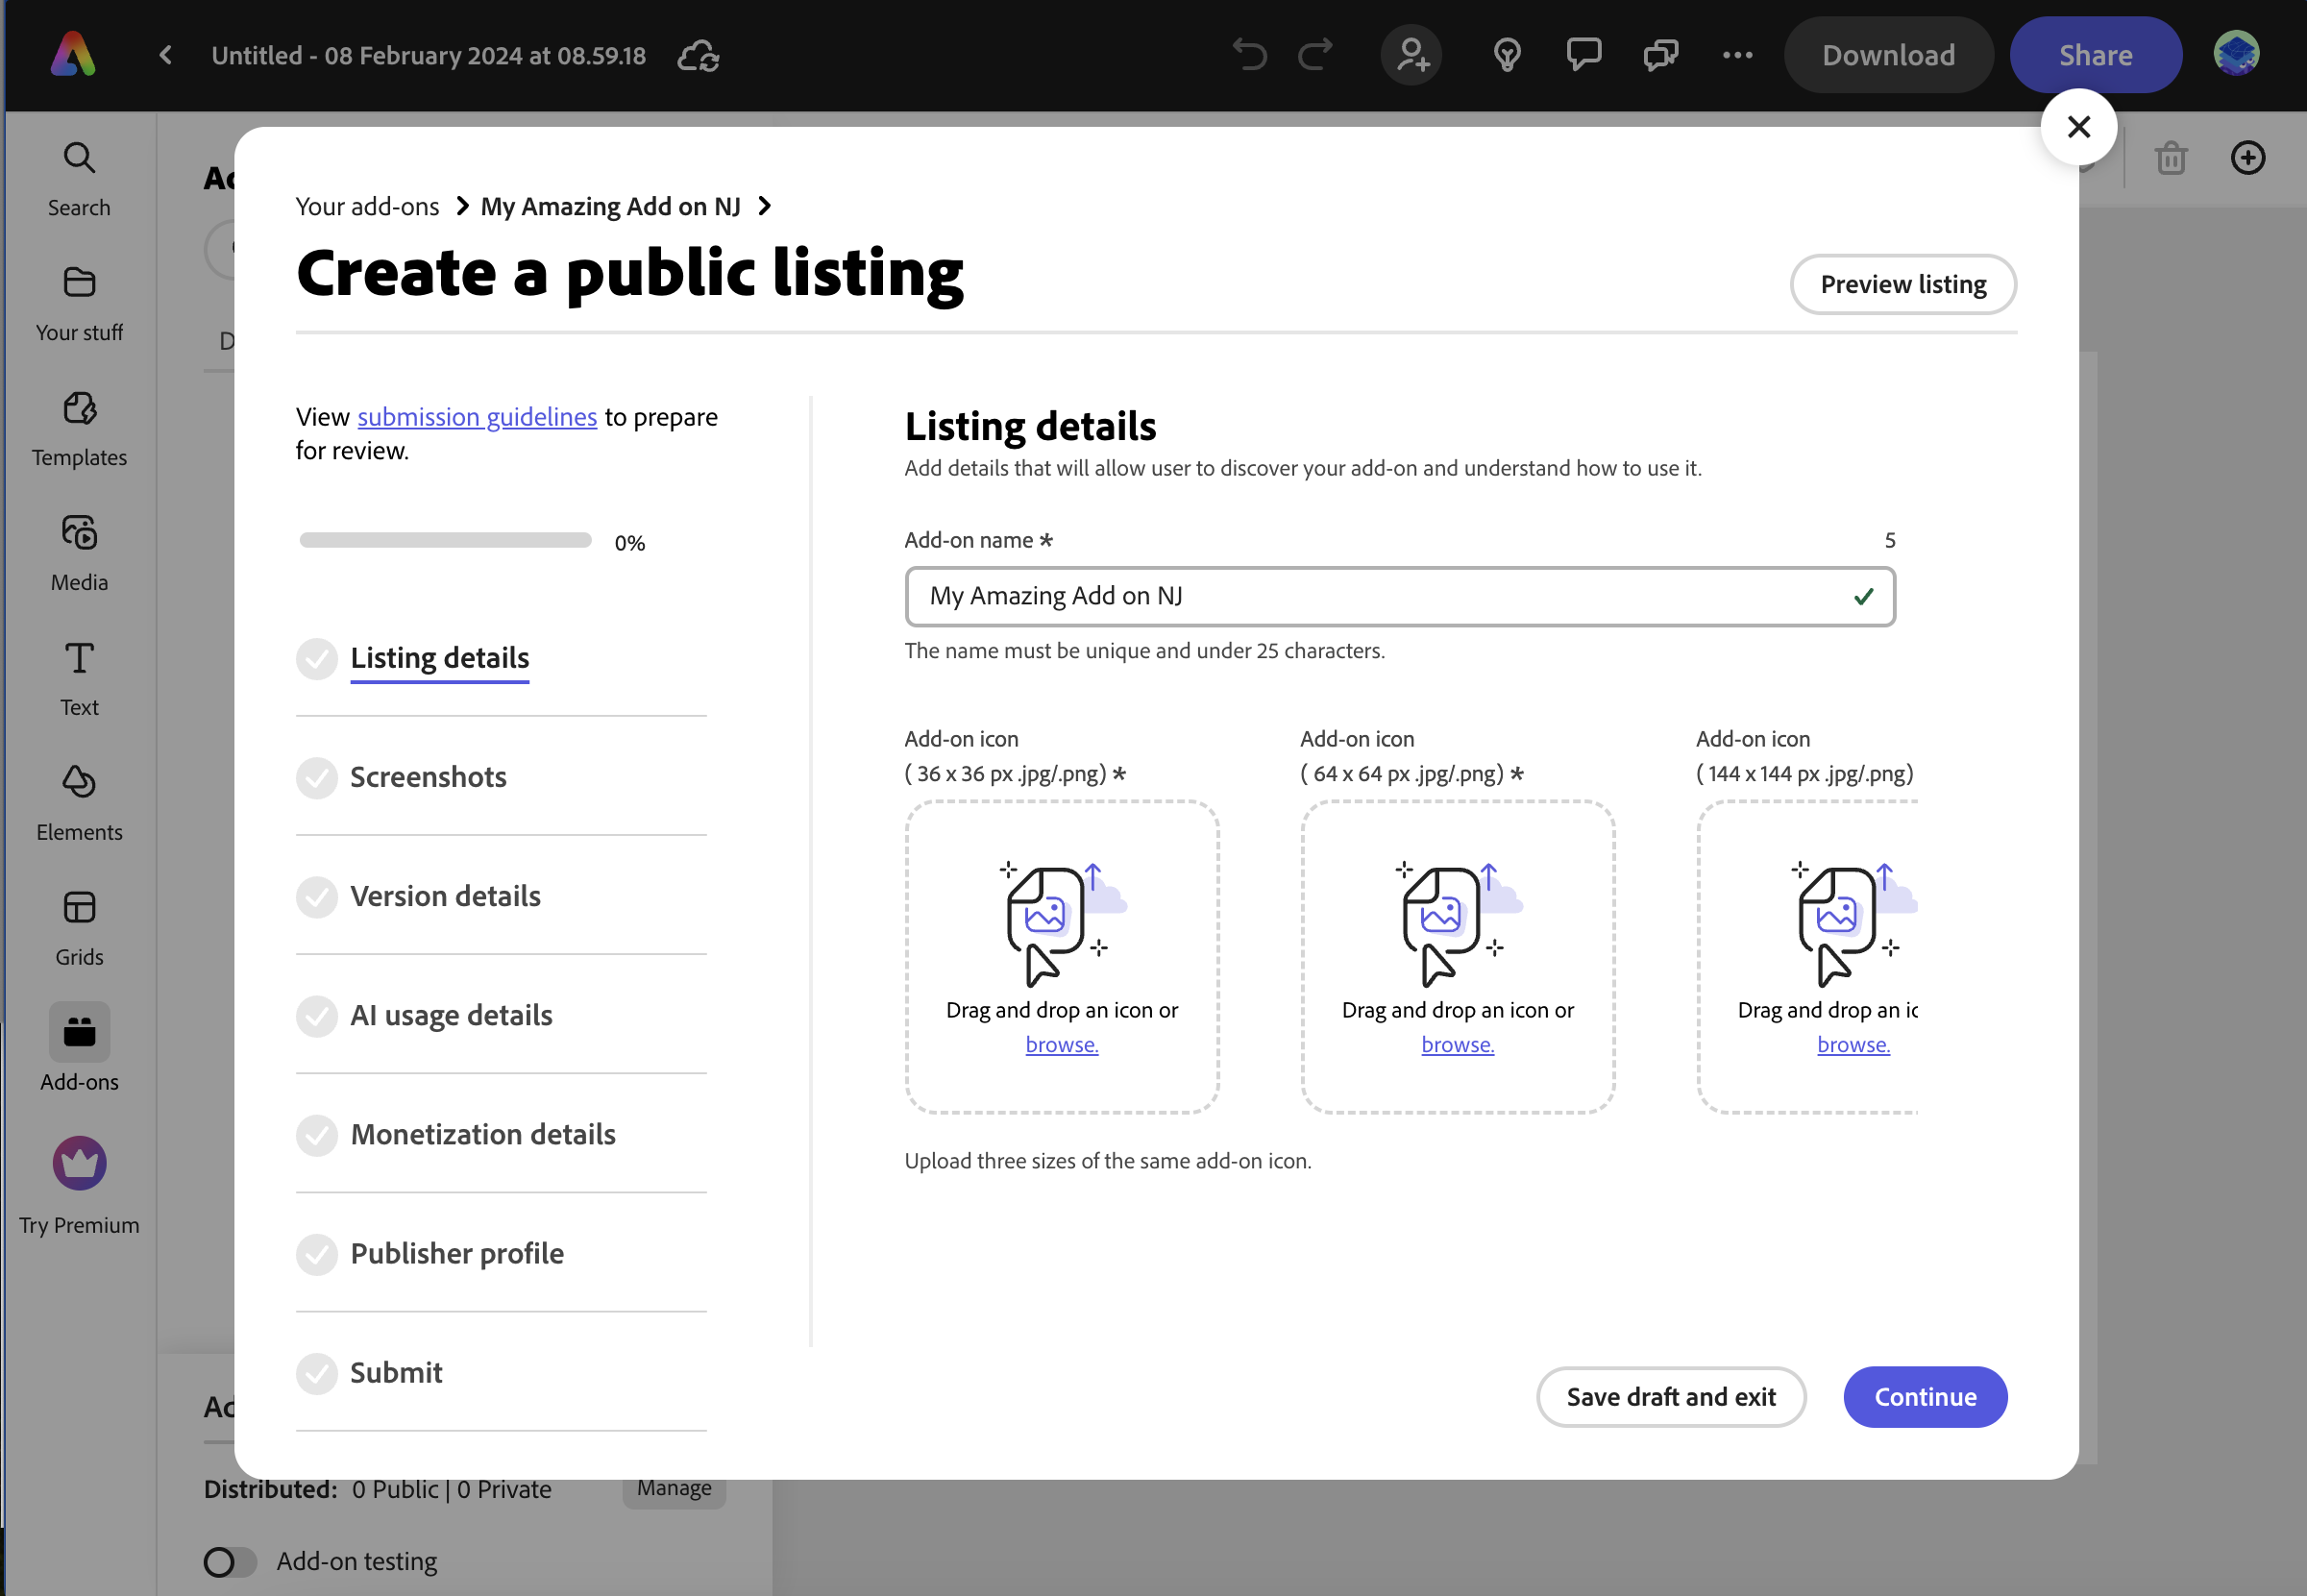 Untitled - 08 February 2024 at 08.59.18
Download
Share
Search
Your stuff
Templates
Media
Text
Elements
Grids
Add-ons
Try Premium
Your add-ons
My Amazing Add on NJ
Create a public listing
Preview listing
View submission guidelines to prepare
for review.
0%
Listing details
Screenshots
Version details
AI usage details
Monetization details
Publisher profile
Submit
Listing details
Add details that will allow user to discover your add-on and understand how to use it.
Add-on name *
5
My Amazing Add on NJ
The name must be unique and under 25 characters.
Add-on icon
( 36 x 36 px .jpg/.png) *
Drag and drop an icon or
browse.
Add-on icon
( 64 x 64 px .jpg/.png) *
Drag and drop an icon or
browse.
Add-on icon
( 144 x 144 px .jpg/.png)
Drag and drop an ic
browse.
Upload three sizes of the same add-on icon.
Save draft and exit
Continue
Distributed: 0 Public | 0 Private
Manage
Add-on testing